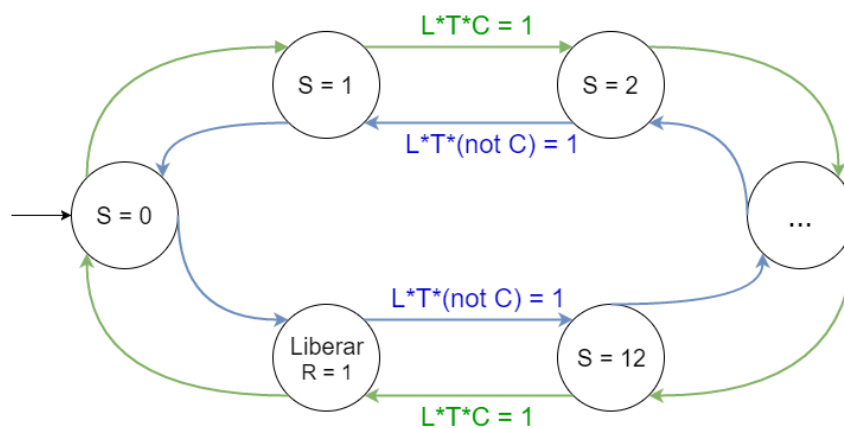 L*T*C = 1
S = 1
S = 2
L*T*(not C) = 1
S = 0
...
L*T*(not C) = 1
Liberar
R = 1
S = 12
L*T*C = 1